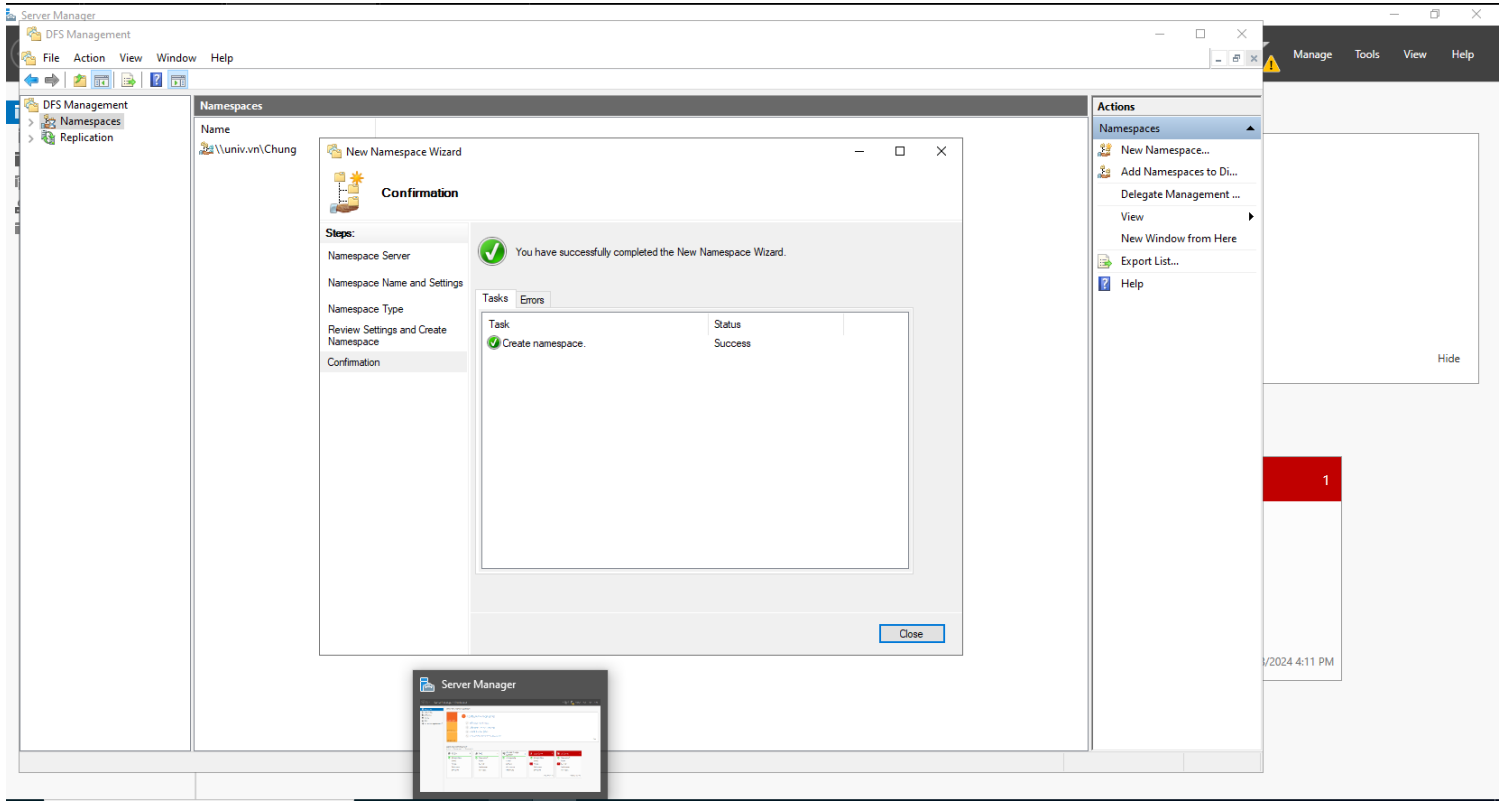 Server Manager
DFS Management
File Action View Window Help
Manage Tools View Help
DFS Management
Namespaces
Replication
Namespaces
Name
\\univ.vn\Chung
New Namespace Wizard
Confirmation
Steps:
Namespace Server
Namespace Name and Settings
Namespace Type
Review Settings and Create
Namespace
Confirmation
You have successfully completed the New Namespace Wizard.
Tasks Errors
Task Status
Create namespace. Success
Close
Actions
Namespaces
New Namespace...
Add Namespaces to Di...
Delegate Management ...
View
New Window from Here
Export List...
Help
Hide
1
/2024 4:11 PM
Server Manager